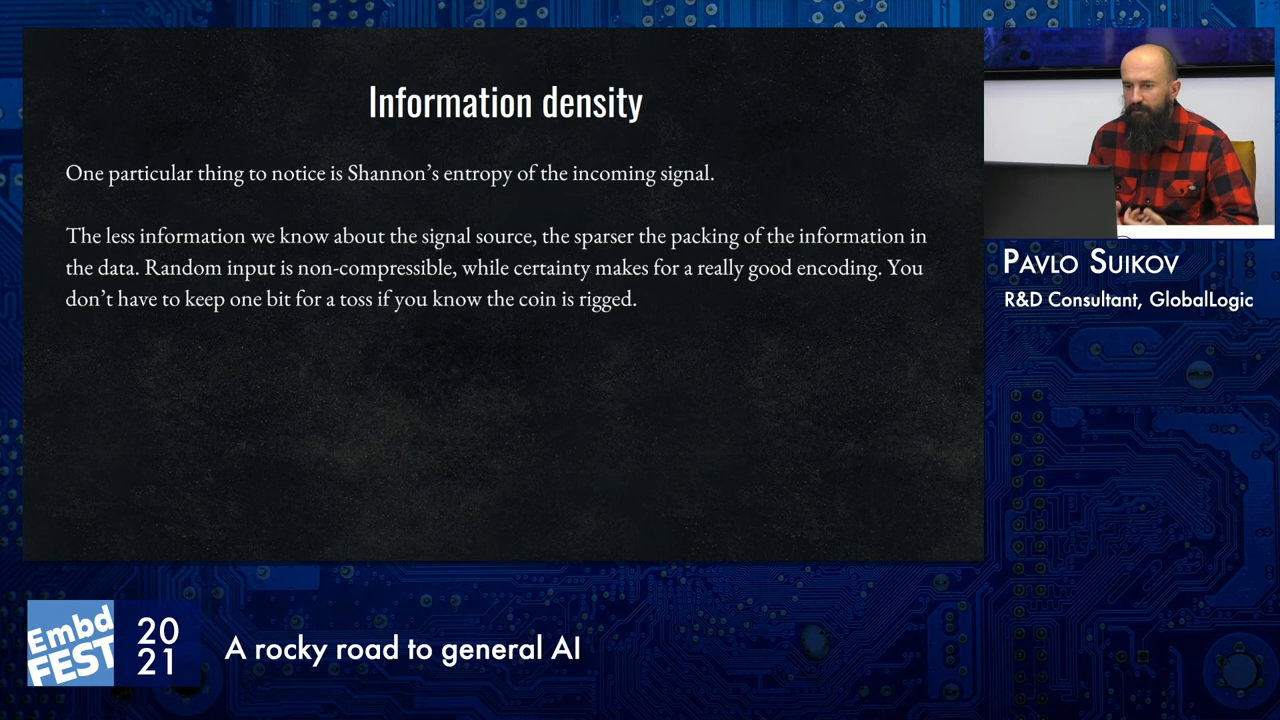 Information density
One particular thing to notice is Shannon’s entropy of the incoming signal.
The less information we know about the signal source, the sparser the packing of the information in
the data. Random input is non-compressible, while certainty makes for a really good encoding. You
don’t have to keep one bit for a toss if you know the coin is rigged.
Pavlo Suikov
R&D Consultant, GlobalLogic
Embd
FEST
20
21
A rocky road to general AI